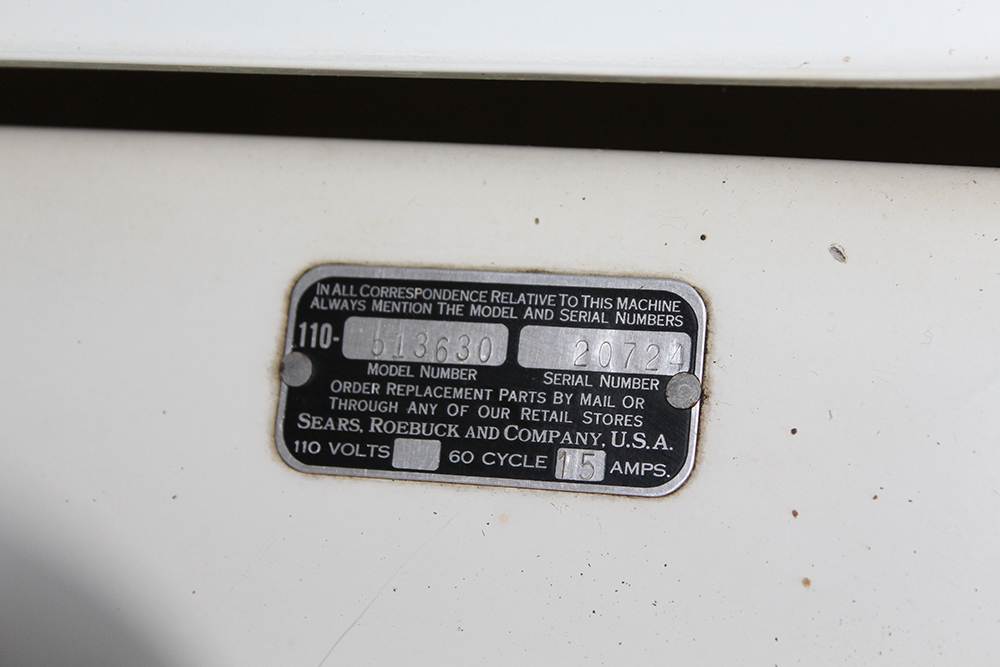 IN ALL CORRESPONDENCE RELATIVE TO THIS MACHINE
ALWAYS MENTION THE MODEL AND SERIAL NUMBERS
110- 513630 20724
MODEL NUMBER SERIAL NUMBER
ORDER REPLACEMENT PARTS BY MAIL OR
THROUGH ANY OF OUR RETAIL STORES
SEARS, ROEBUCK AND COMPANY, U.S.A.
110 VOLTS 60 CYCLE 15 AMPS.